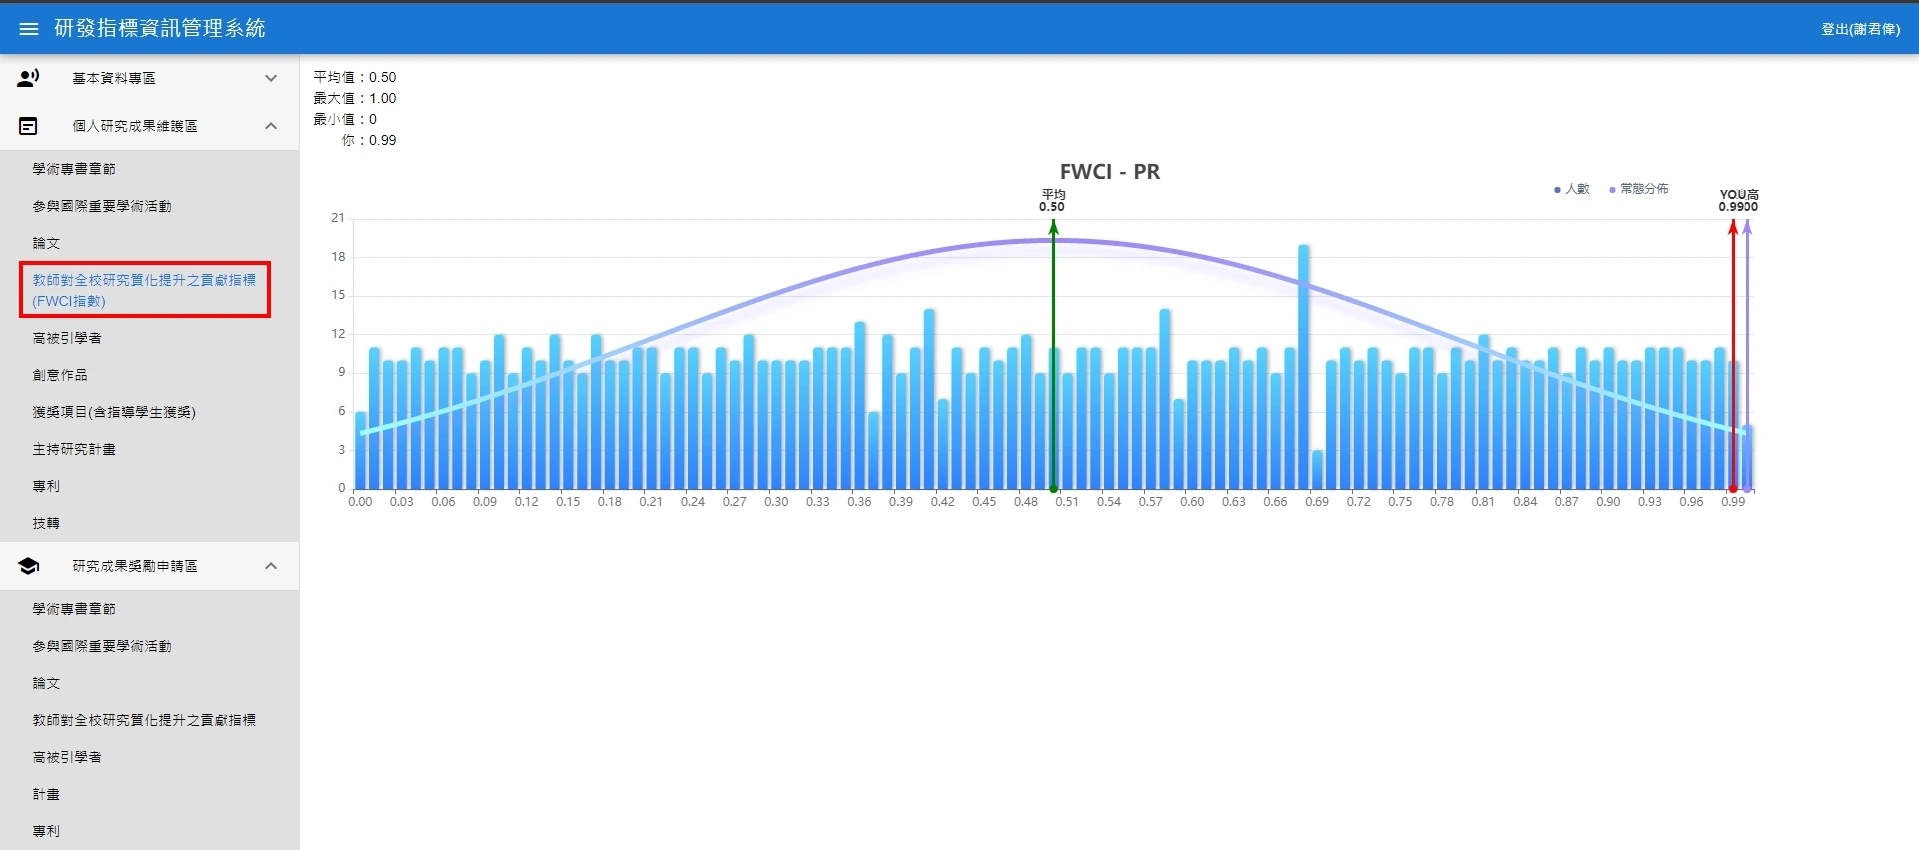 研發指標資訊管理系統
登出(謝君偉)
基本資料專區
個人研究成果維護區
學術專書章節
參與國際重要學術活動
論文
教師對全校研究質化提升之貢獻指標
(FWCI指數)
高被引學者
創意作品
獲獎項目(含指導學生獲獎)
主持研究計畫
專利
技轉
研究成果獎勵申請區
學術專書章節
參與國際重要學術活動
論文
教師對全校研究質化提升之貢獻指標
高被引學者
計畫
專利
平均值：0.50
最大值：1.00
最小值：0
你：0.99
FWCI - PR
人數 常態分佈
平均
0.50
YOU
0.99
21
18
15
12
9
6
3
0
0.00 0.03 0.06 0.09 0.12 0.15 0.18 0.21 0.24 0.27 0.30 0.33 0.36 0.39 0.42 0.45 0.48 0.51 0.54 0.57 0.60 0.63 0.66 0.69 0.72 0.75 0.78 0.81 0.84 0.87 0.90 0.93 0.96 0.99